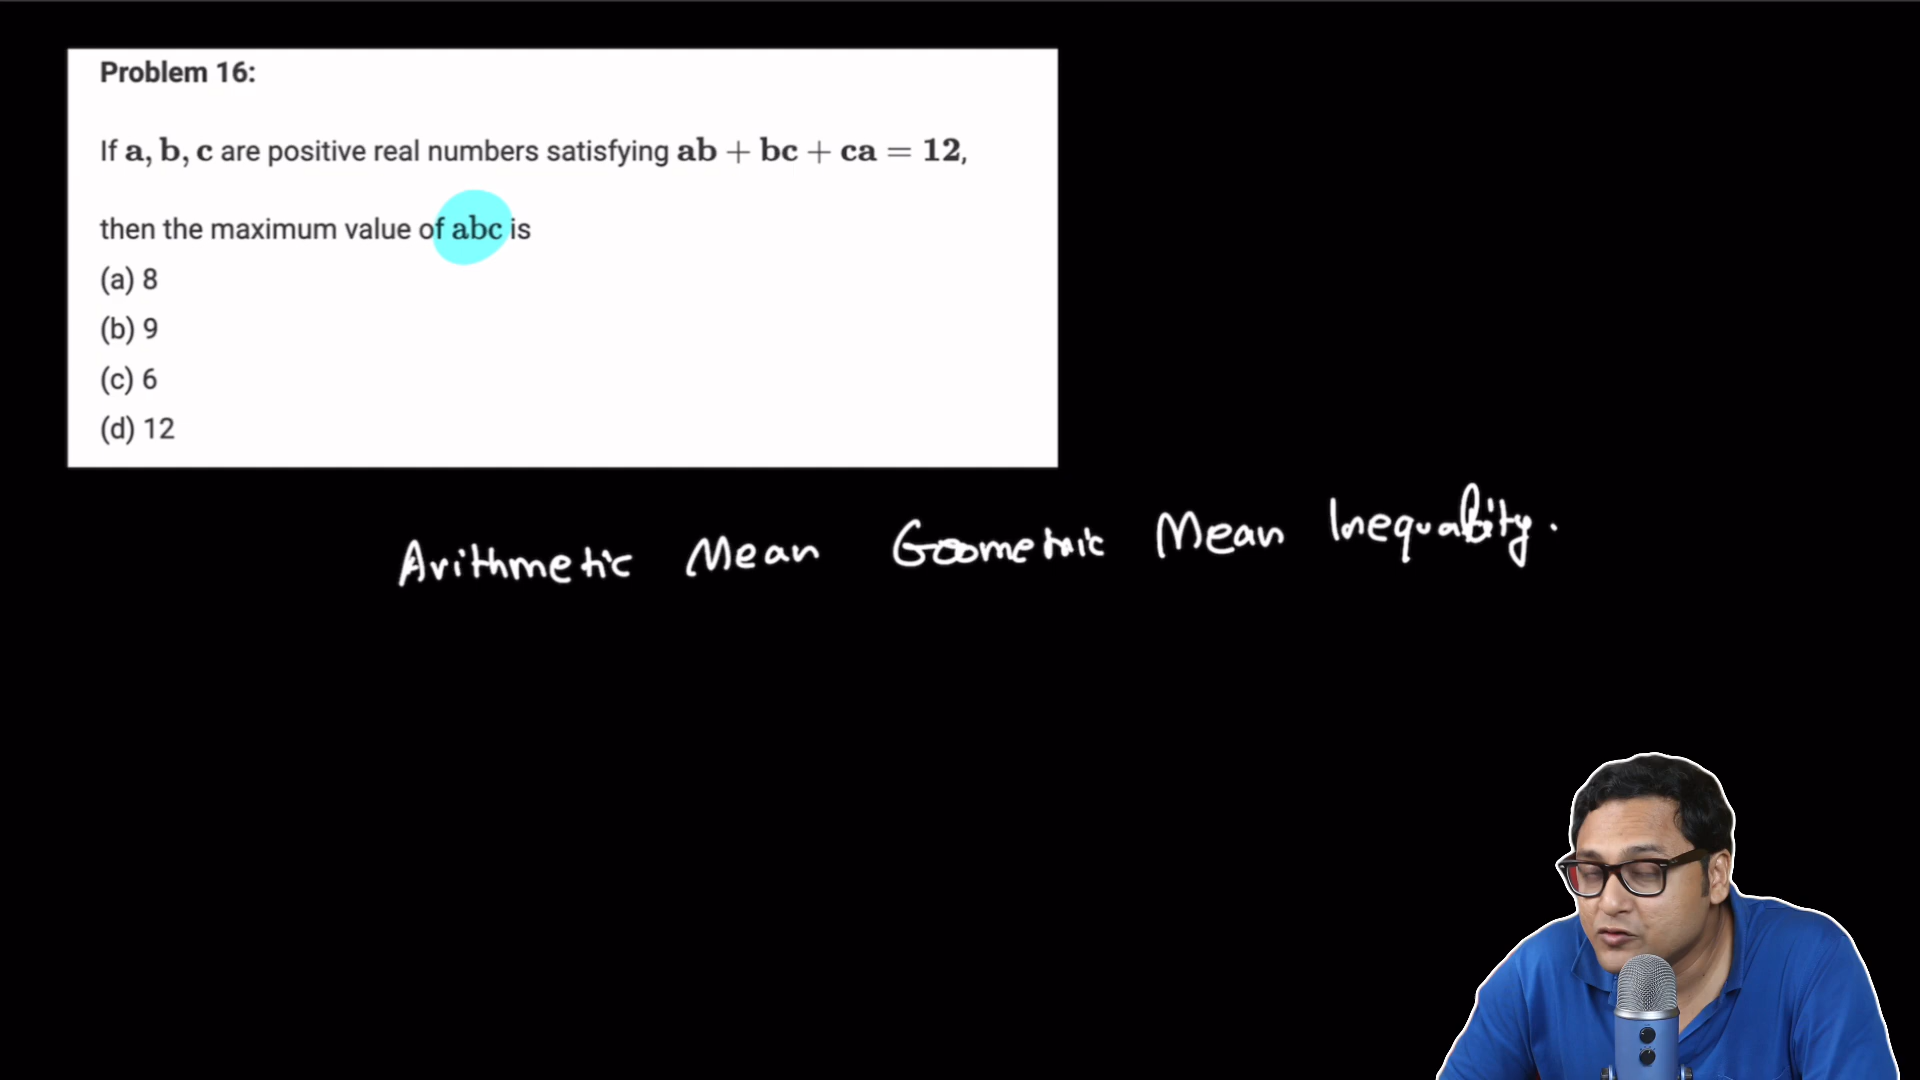 Problem 16:
If a, b, c are positive real numbers satisfying ab + bc + ca = 12,
then the maximum value of abc is
(a) 8
(b) 9
(c) 6
(d) 12
Arithmetic Mean Geometric Mean Inequality.